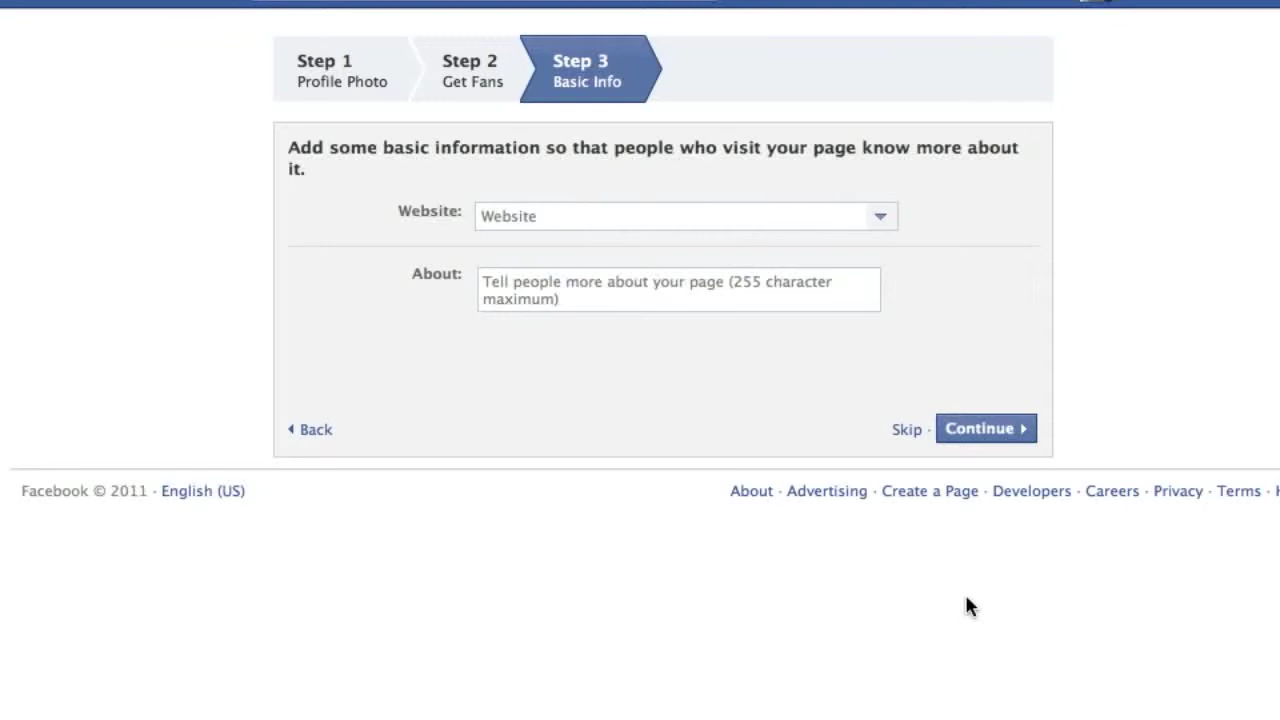 Step 1
Profile Photo
Step 2
Get Fans
Step 3
Basic Info
Add some basic information so that people who visit your page know more about
it.
Website: Website
About: Tell people more about your page (255 character
maximum)
Back
Skip · Continue
Facebook © 2011 · English (US)
About · Advertising · Create a Page · Developers · Careers · Privacy · Terms ·